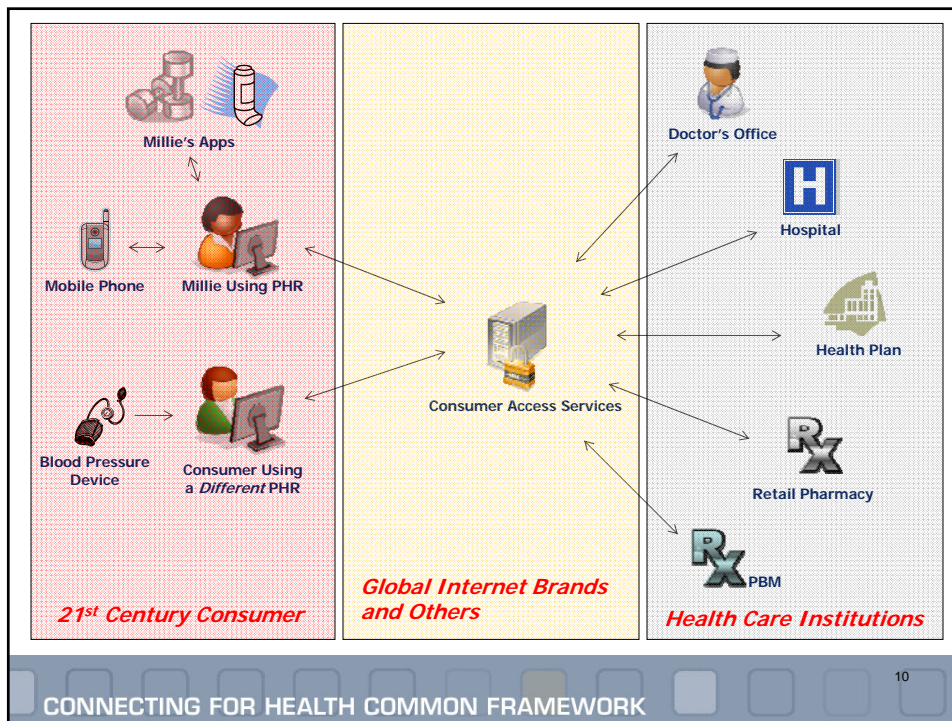 Millie's Apps
Mobile Phone
Millie Using PHR
Blood Pressure
Device
Consumer Using
a Different PHR
21st Century Consumer
Consumer Access Services
Global Internet Brands
and Others
Doctor's Office
H
Hospital
Health Plan
RX
Retail Pharmacy
RX
PBM
Health Care Institutions
10
CONNECTING FOR HEALTH COMMON FRAMEWORK